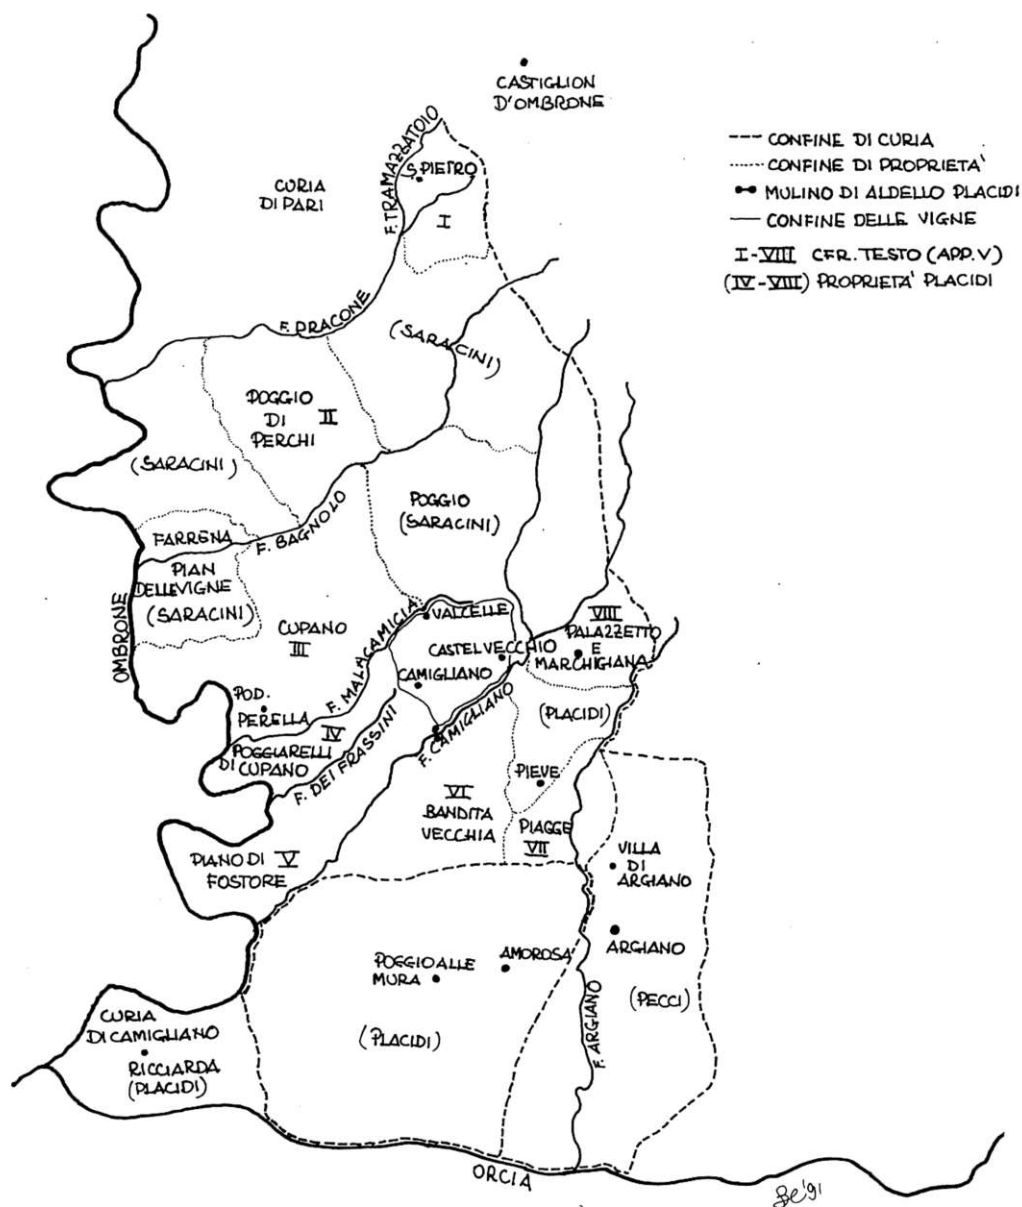 CASTIGLION
D'OMBRONE
CONFINE DI CURIA
CONFINE DI PROPRIETA'
MULINO DI ALDELLO PLACIDI
CONFINE DELLE VIGNE
I-VIII CFR. TESTO (APP. V)
(IV-VIII) PROPRIETA' PLACIDI
F. TRAMAZZATOIO
S. PIETRO
I
CURIA
DI PARI
F. DRACONE
(SARACINI)
POGGIO
DI
PERCHI
II
(SARACINI)
POGGIO
(SARACINI)
F. BAGNOLO
FARRENA
PIAN
DELLE VIGNE
(SARACINI)
OMBRONE
CUPANO
III
F. MALACAMIGIA
VALCELLE
CASTELVECCHIO
CAMIGLIANO
VIII
PALAZZETTO
E
MARCHIGIANA
POD.
PERELLA
IV
POGGIARELLI
DI
CUPANO
F. DEI FRASSINI
F. CAMIGLIANO
(PLACIDI)
PIEVE
VI
BANDITA
VECCHIA
PIAGGE
VII
PIANO DI
FOSTORE
V
VILLA
DI
ARGIANO
ARGIANO
(PECCI)
AMOROSA
POGGIO ALLE
MURA
(PLACIDI)
F. ARGIANO
CURIA
DI CAMIGLIANO
RICCIARDA
(PLACIDI)
ORCIA